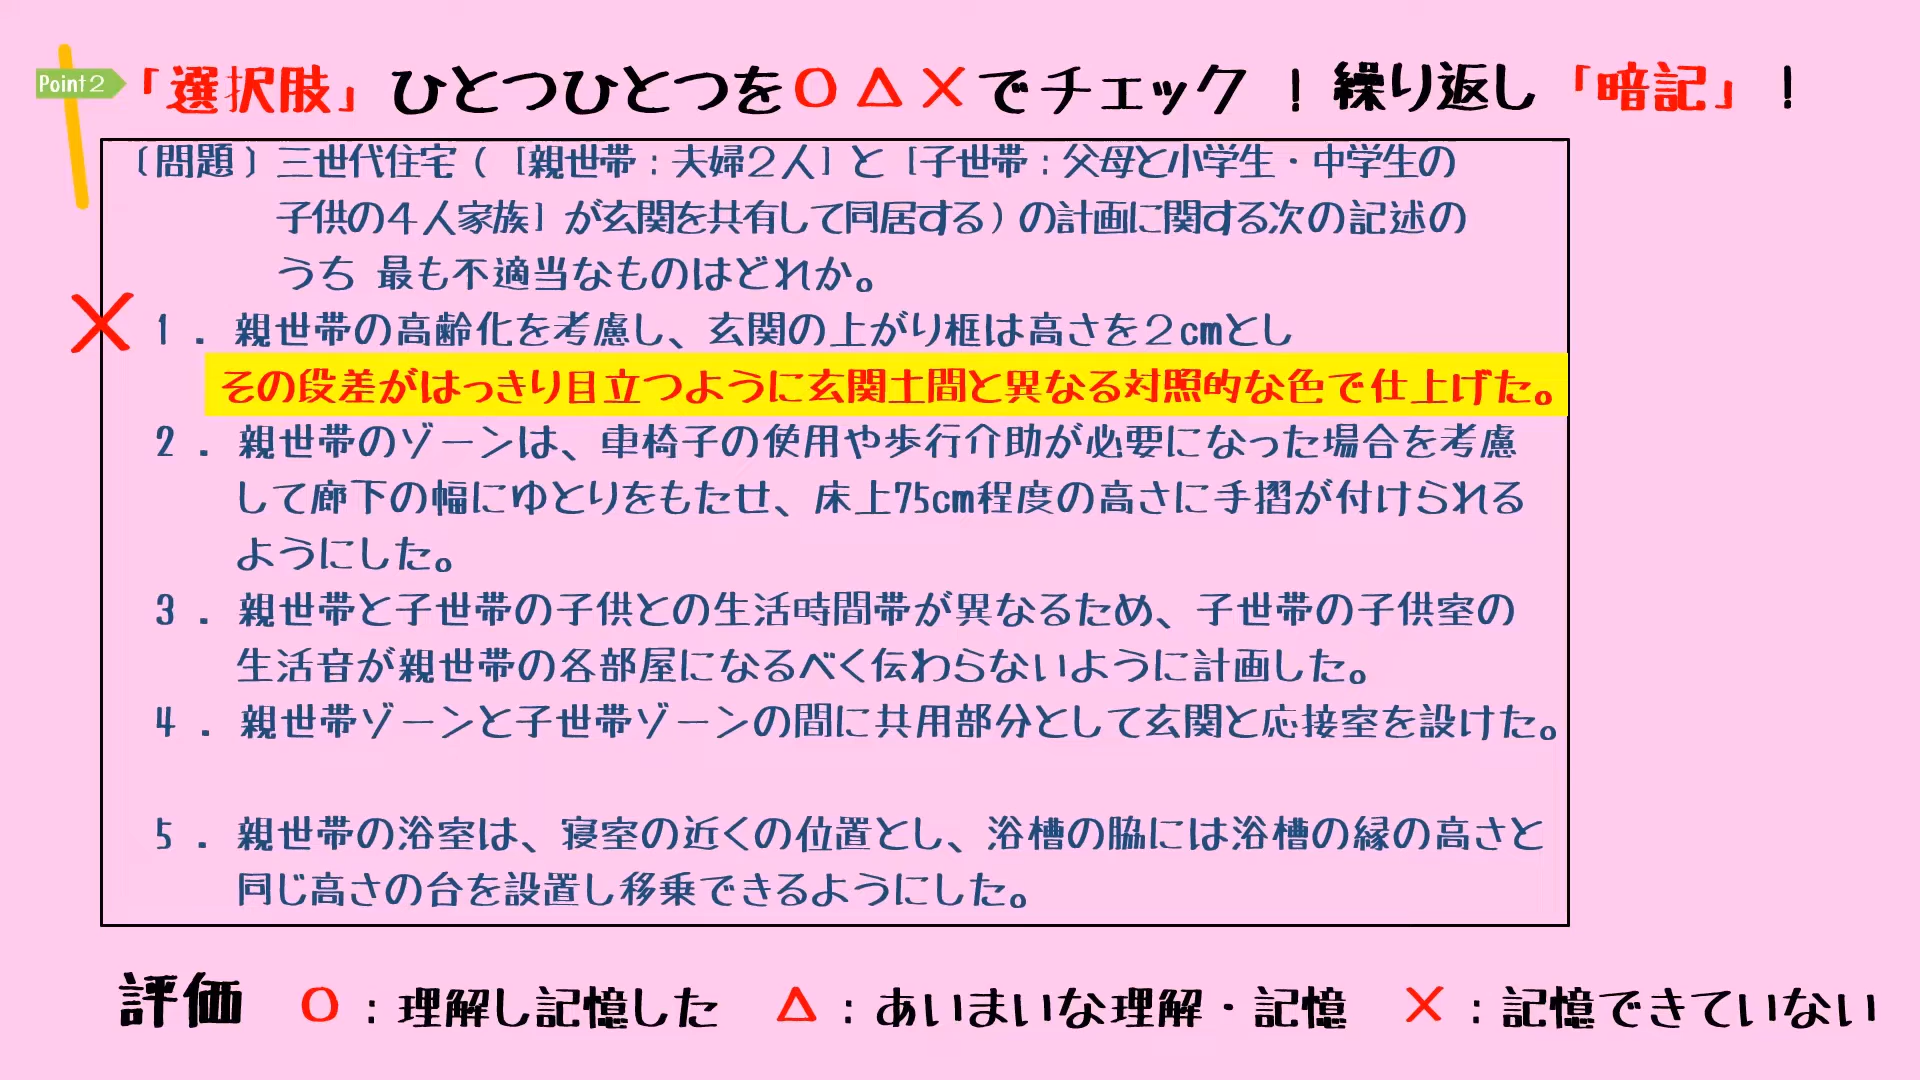 Point2
「選択肢」ひとつひとつを○△×でチェック！繰り返し「暗記」！
〔問題〕三世代住宅（［親世帯：夫婦２人］と［子世帯：父母と小学生・中学生の
子供の４人家族］が玄関を共有して同居する）の計画に関する次の記述の
うち 最も不適当なものはどれか。
× 1．親世帯の高齢化を考慮し、玄関の上がり框は高さを２cmとし
その段差がはっきり目立つように玄関土間と異なる対照的な色で仕上げた。
2．親世帯のゾーンは、車椅子の使用や歩行介助が必要になった場合を考慮
して廊下の幅にゆとりをもたせ、床上75cm程度の高さに手摺が付けられる
ようにした。
3．親世帯と子世帯の子供との生活時間帯が異なるため、子世帯の子供室の
生活音が親世帯の各部屋になるべく伝わらないように計画した。
4．親世帯ゾーンと子世帯ゾーンの間に共用部分として玄関と応接室を設けた。
5．親世帯の浴室は、寝室の近くの位置とし、浴槽の脇には浴槽の縁の高さと
同じ高さの台を設置し移乗できるようにした。
評価 ○：理解し記憶した △：あいまいな理解・記憶 ×：記憶できていない